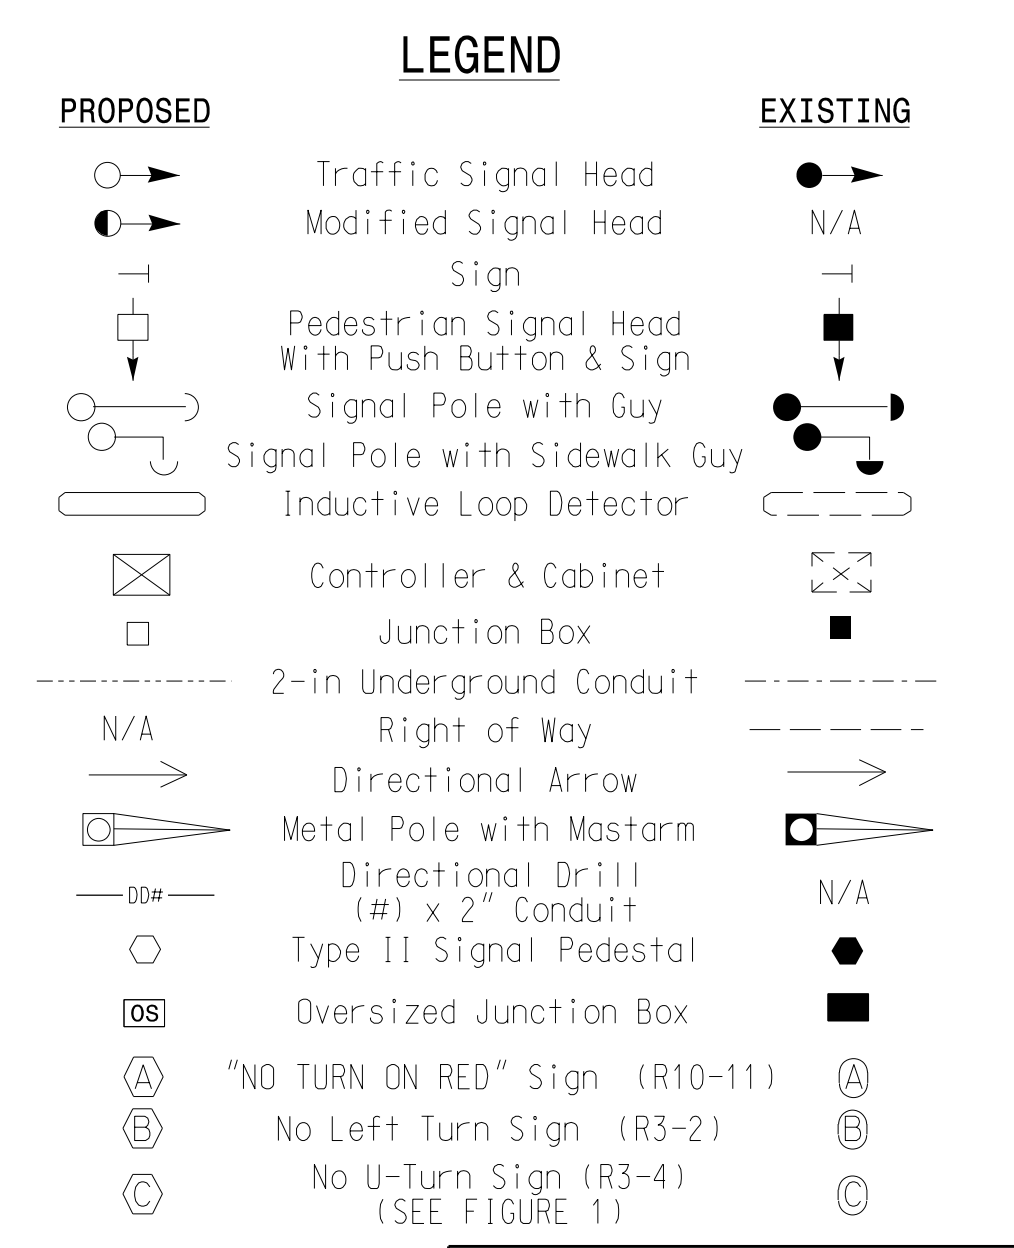 LEGEND
PROPOSED EXISTING
Traffic Signal Head
Modified Signal Head N/A
Sign
Pedestrian Signal Head
With Push Button & Sign
Signal Pole with Guy
Signal Pole with Sidewalk Guy
Inductive Loop Detector
Controller & Cabinet
Junction Box
2-in Underground Conduit
N/A Right of Way
Directional Arrow
Metal Pole with Mastarm
Directional Drill
DD# (#) x 2" Conduit N/A
Type II Signal Pedestal
OS Oversized Junction Box
A "NO TURN ON RED" Sign (R10-11) A
B No Left Turn Sign (R3-2) B
No U-Turn Sign (R3-4)
C (SEE FIGURE 1) C